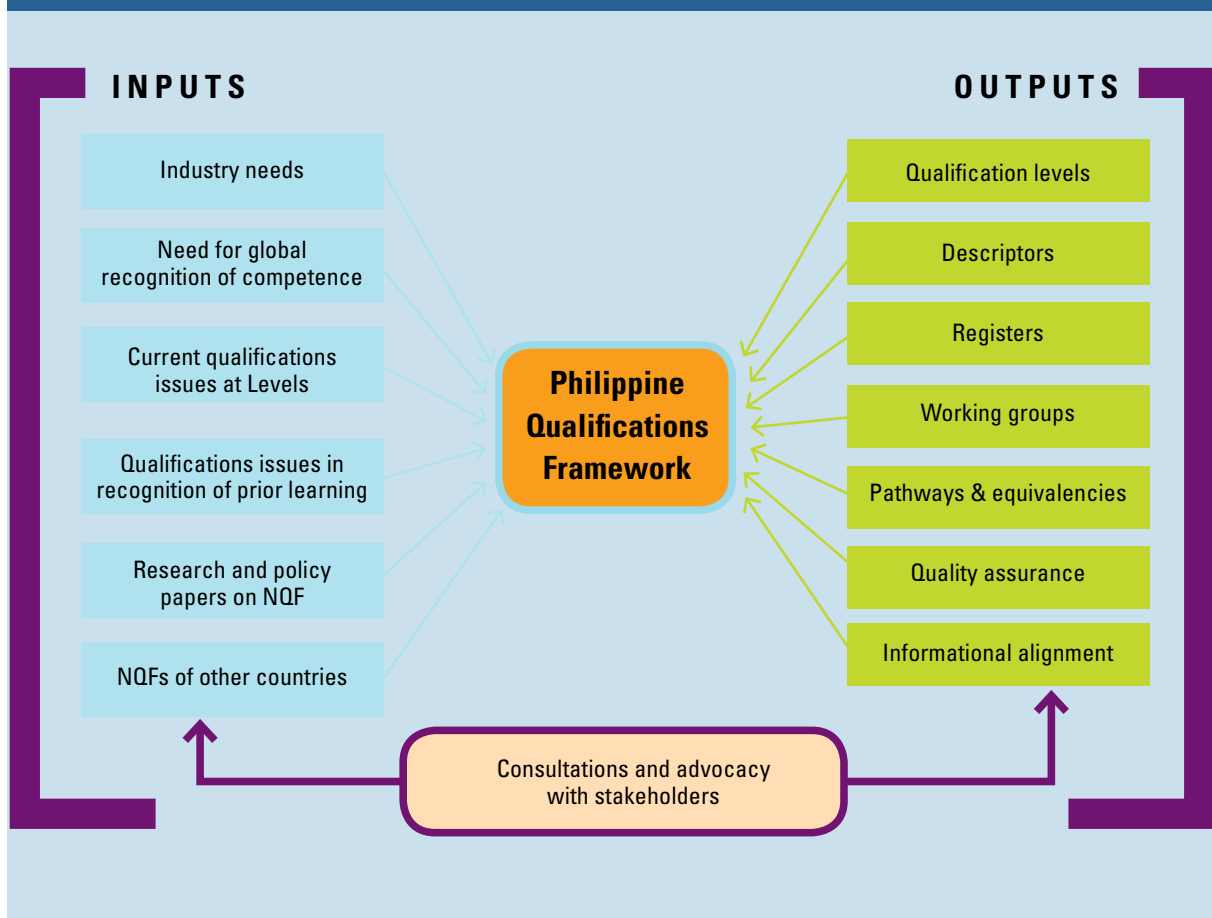 INPUTS
Industry needs
Need for global
recognition of competence
Current qualifications
issues at Levels
Qualifications issues in
recognition of prior learning
Research and policy
papers on NQF
NQFs of other countries
Philippine
Qualifications
Framework
OUTPUTS
Qualification levels
Descriptors
Registers
Working groups
Pathways & equivalencies
Quality assurance
Informational alignment
Consultations and advocacy
with stakeholders